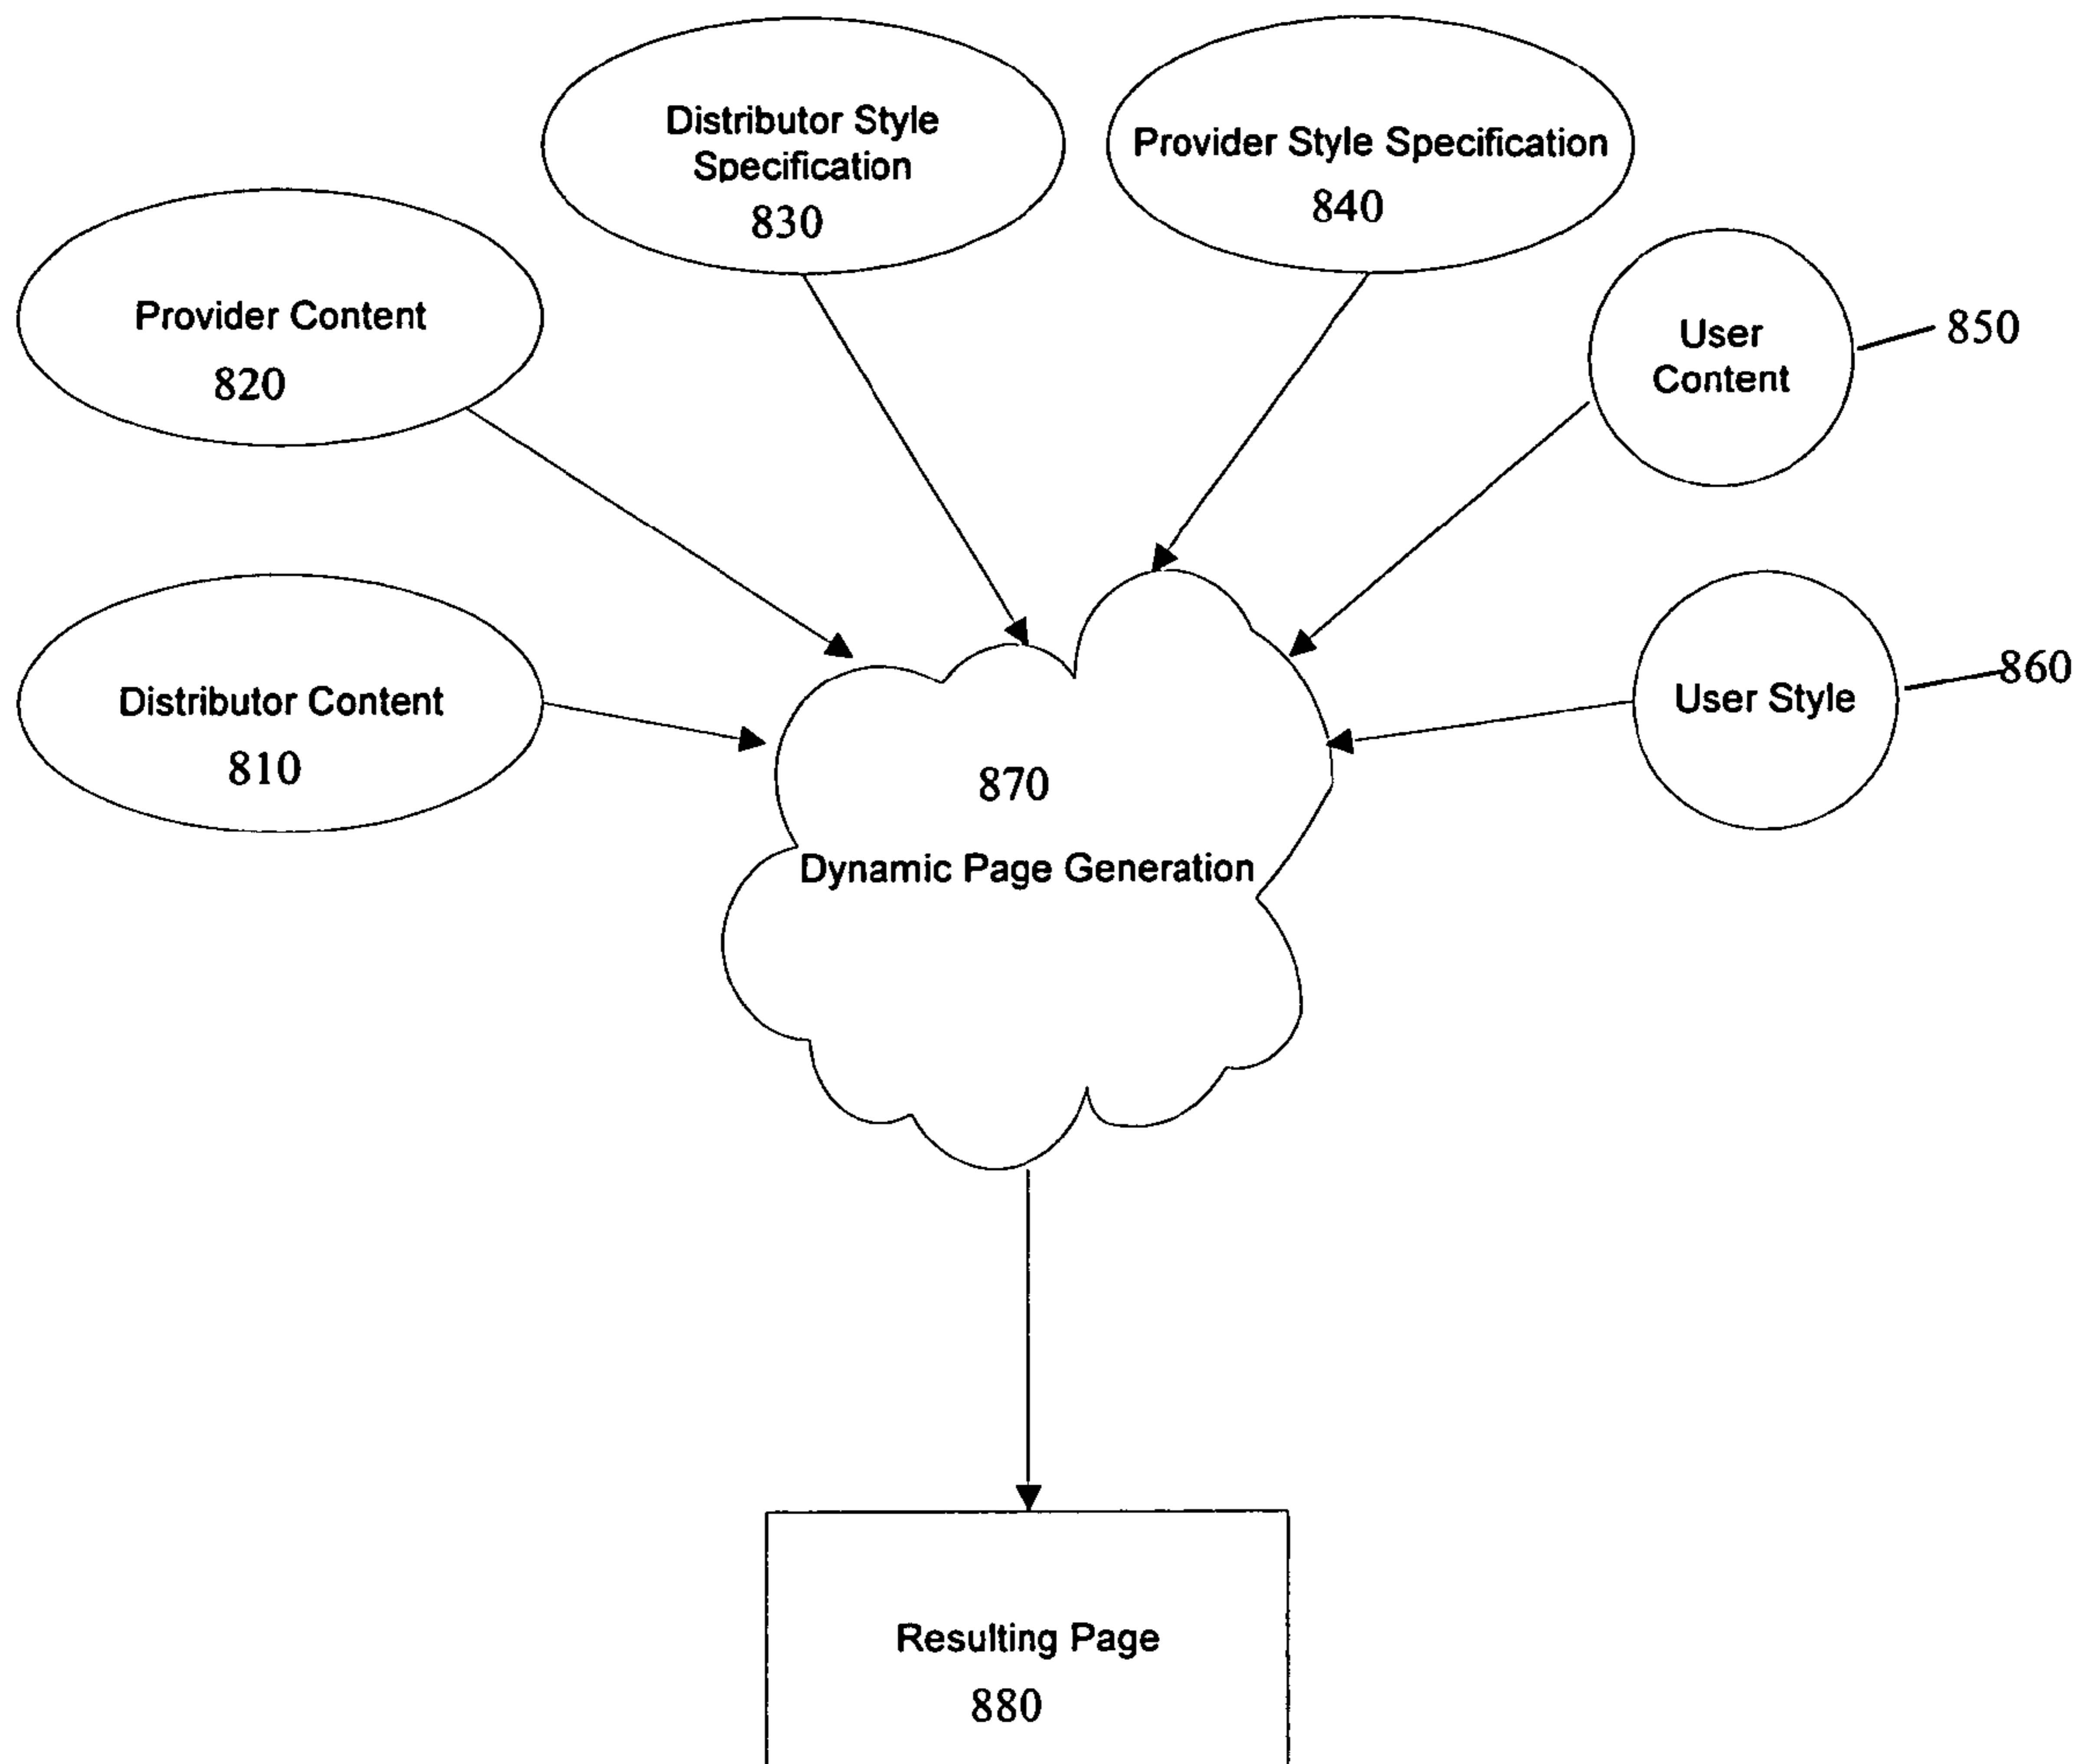 Distributor Style
Specification
830
Provider Style Specification
840
Provider Content
820
User
Content
850
Distributor Content
810
User Style
860
870
Dynamic Page Generation
Resulting Page
880